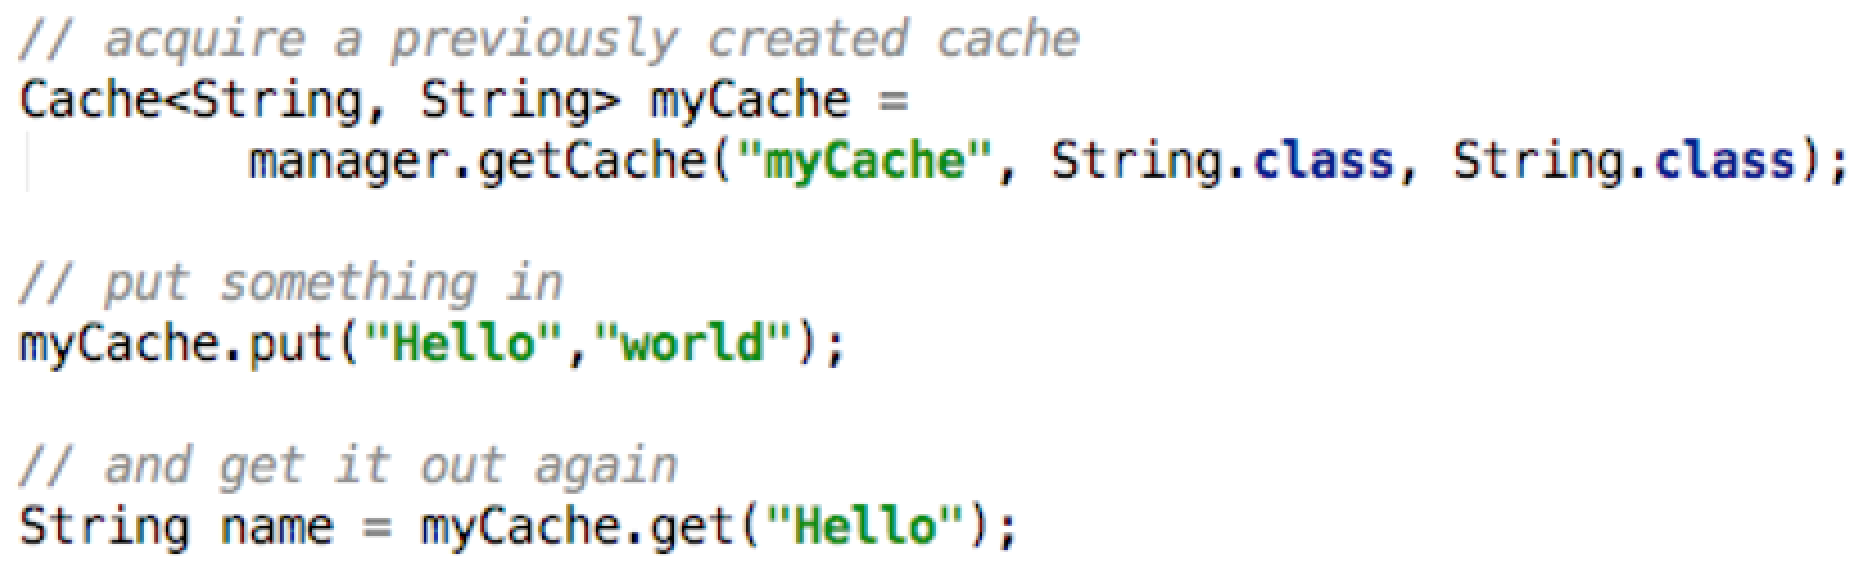 // acquire a previously created cache
Cache<String, String> myCache =
manager.getCache("myCache", String.class, String.class);
// put something in
myCache.put("Hello","world");
// and get it out again
String name = myCache.get("Hello");